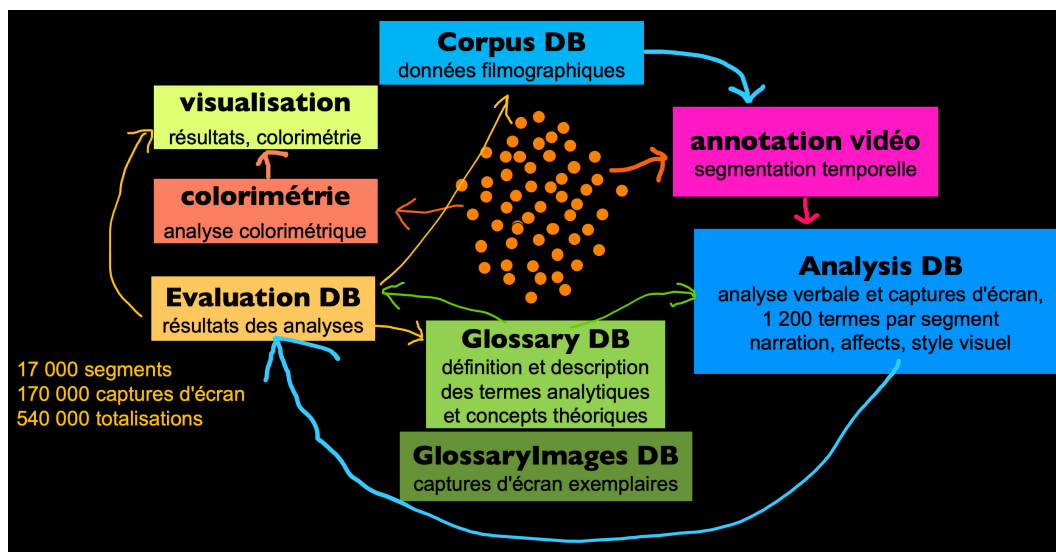 Corpus DB
données filmographiques
visualisation
résultats, colorimétrie
annotation vidéo
segmentation temporelle
colorimétrie
analyse colorimétrique
Analysis DB
analyse verbale et captures d'écran,
1 200 termes par segment
narration, affects, style visuel
Evaluation DB
résultats des analyses
Glossary DB
définition et description
des termes analytiques
et concepts théoriques
17 000 segments
170 000 captures d'écran
540 000 totalisations
GlossaryImages DB
captures d'écran exemplaires